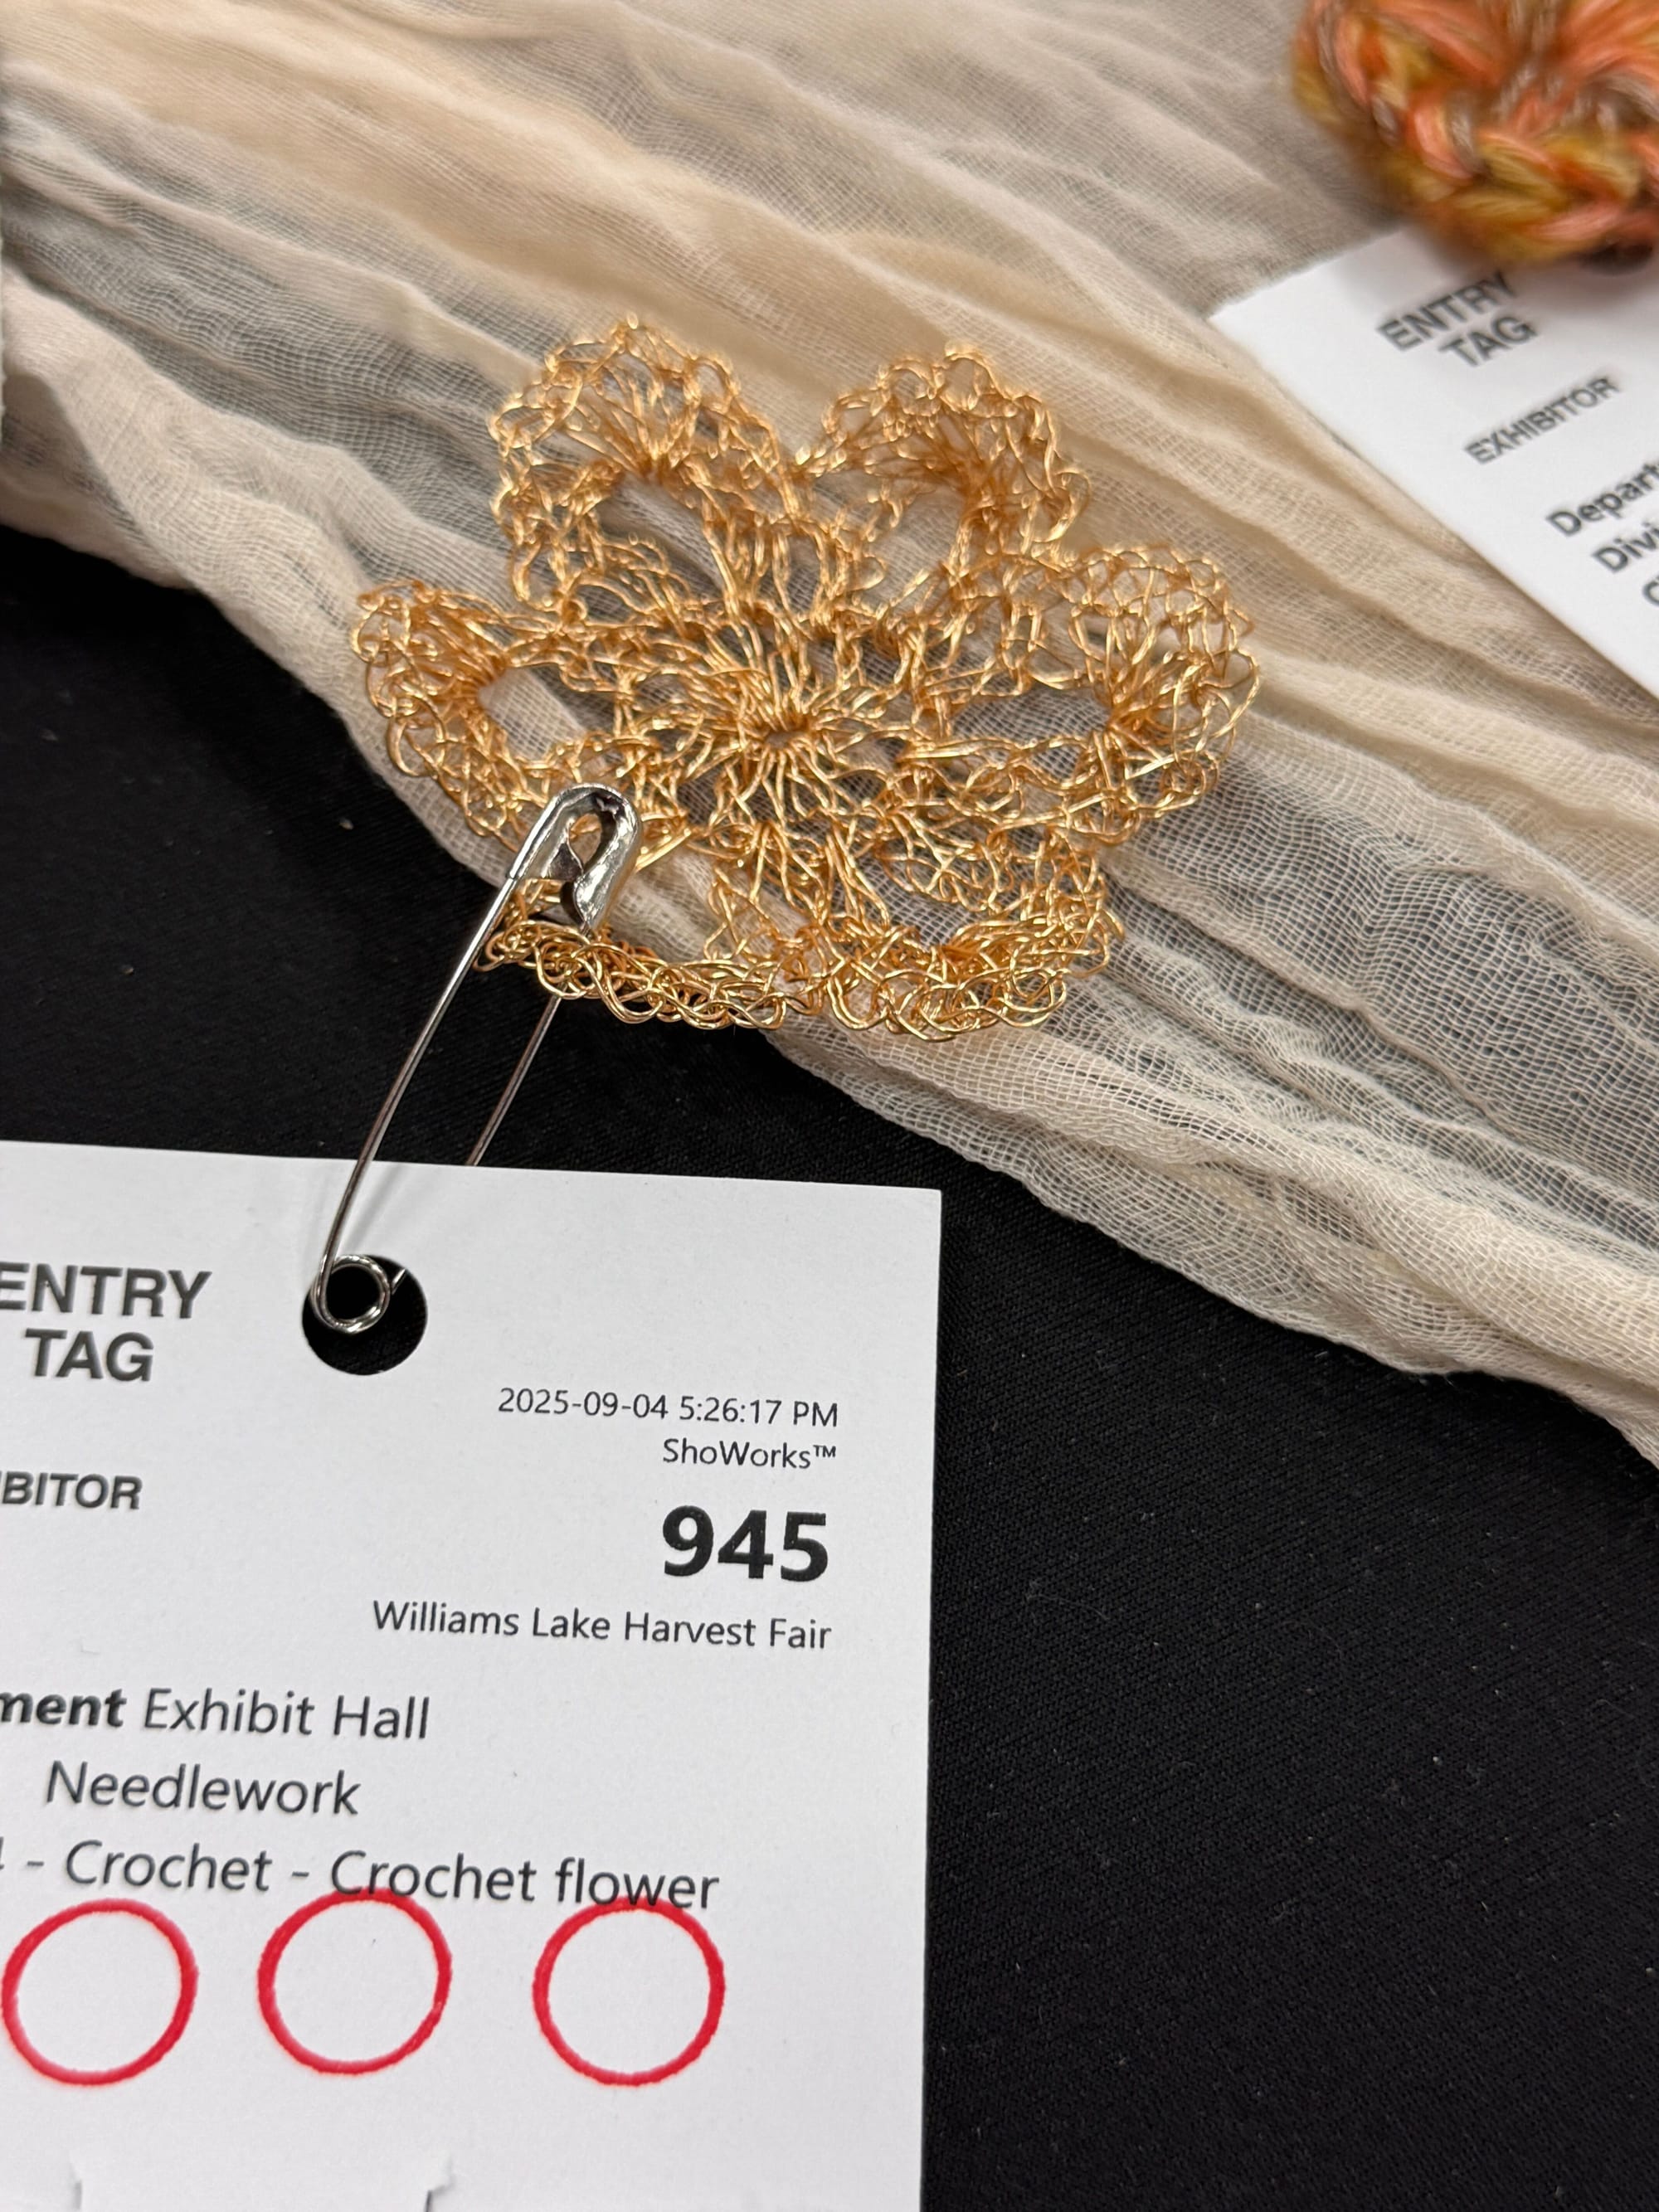 ENTRY
TAG
EXHIBITOR
ENTRY
TAG
2025-09-04 5:26:17 PM
ShoWorks™
BITOR
945
Williams Lake Harvest Fair
ment Exhibit Hall
Needlework
- Crochet - Crochet flower